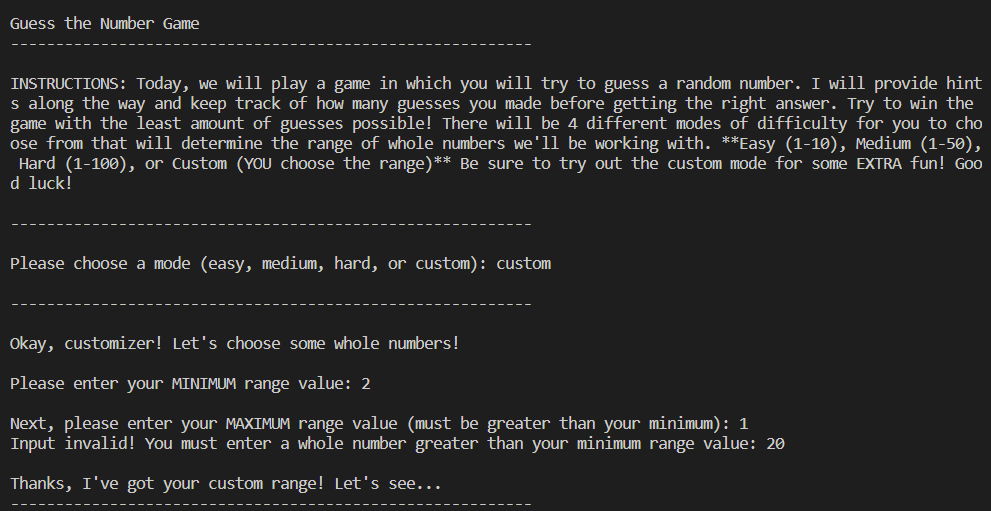 Guess the Number Game
----------------------------------------------------------
INSTRUCTIONS: Today, we will play a game in which you will try to guess a random number. I will provide hint
s along the way and keep track of how many guesses you made before getting the right answer. Try to win the
game with the least amount of guesses possible! There will be 4 different modes of difficulty for you to cho
ose from that will determine the range of whole numbers we'll be working with. **Easy (1-10), Medium (1-50),
 Hard (1-100), or Custom (YOU choose the range)** Be sure to try out the custom mode for some EXTRA fun! Goo
d luck!
----------------------------------------------------------
Please choose a mode (easy, medium, hard, or custom): custom
----------------------------------------------------------
Okay, customizer! Let's choose some whole numbers!
Please enter your MINIMUM range value: 2
Next, please enter your MAXIMUM range value (must be greater than your minimum): 1
Input invalid! You must enter a whole number greater than your minimum range value: 20
Thanks, I've got your custom range! Let's see...
----------------------------------------------------------